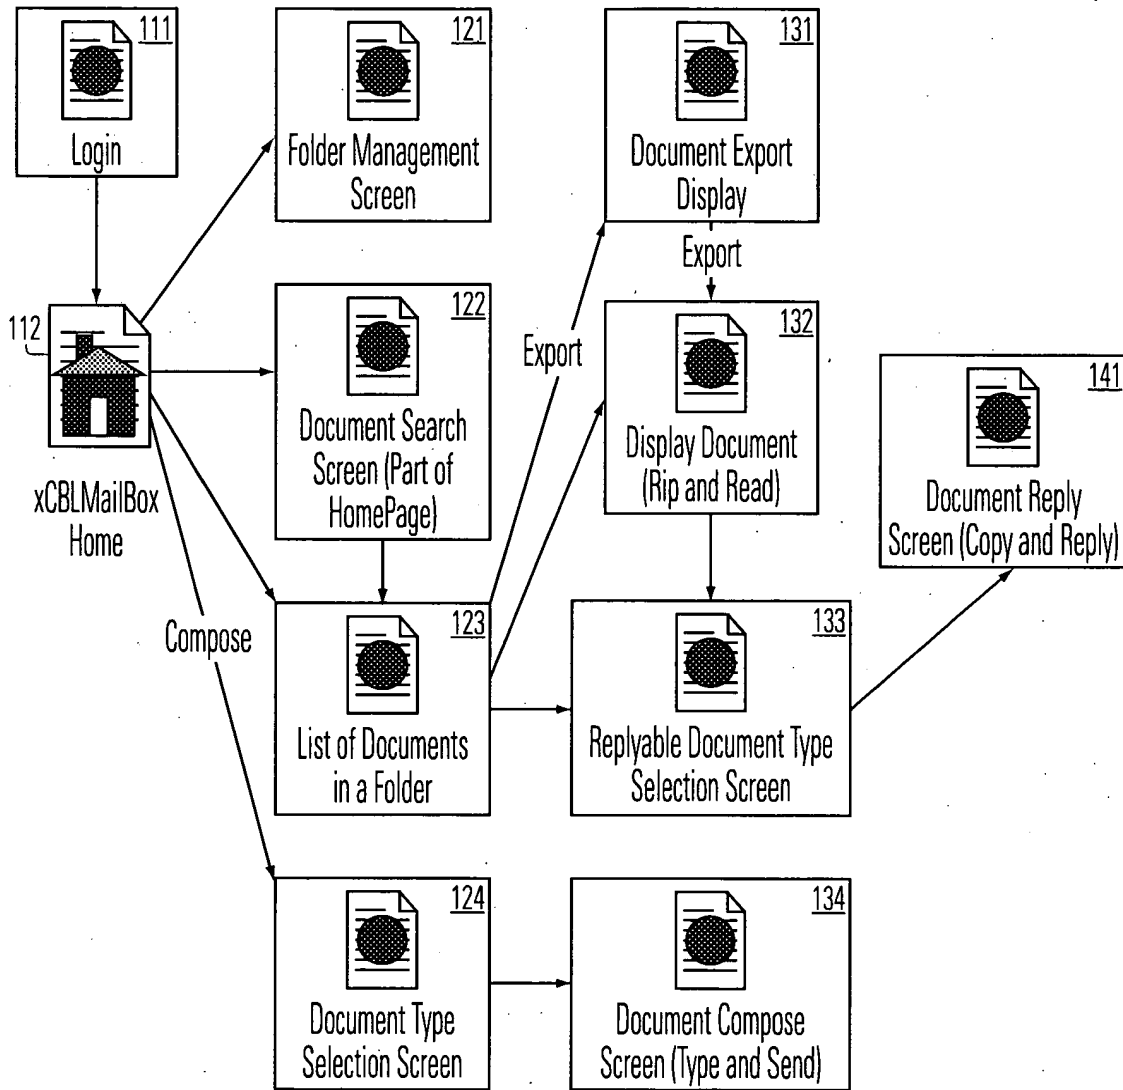 111
Login
121
Folder Management
Screen
131
Document Export
Display
Export
112
xCBLMailBox
Home
122
Document Search
Screen (Part of
HomePage)
Export
132
Display Document
(Rip and Read)
141
Document Reply
Screen (Copy and Reply)
Compose
123
List of Documents
in a Folder
133
Replyable Document Type
Selection Screen
124
Document Type
Selection Screen
134
Document Compose
Screen (Type and Send)